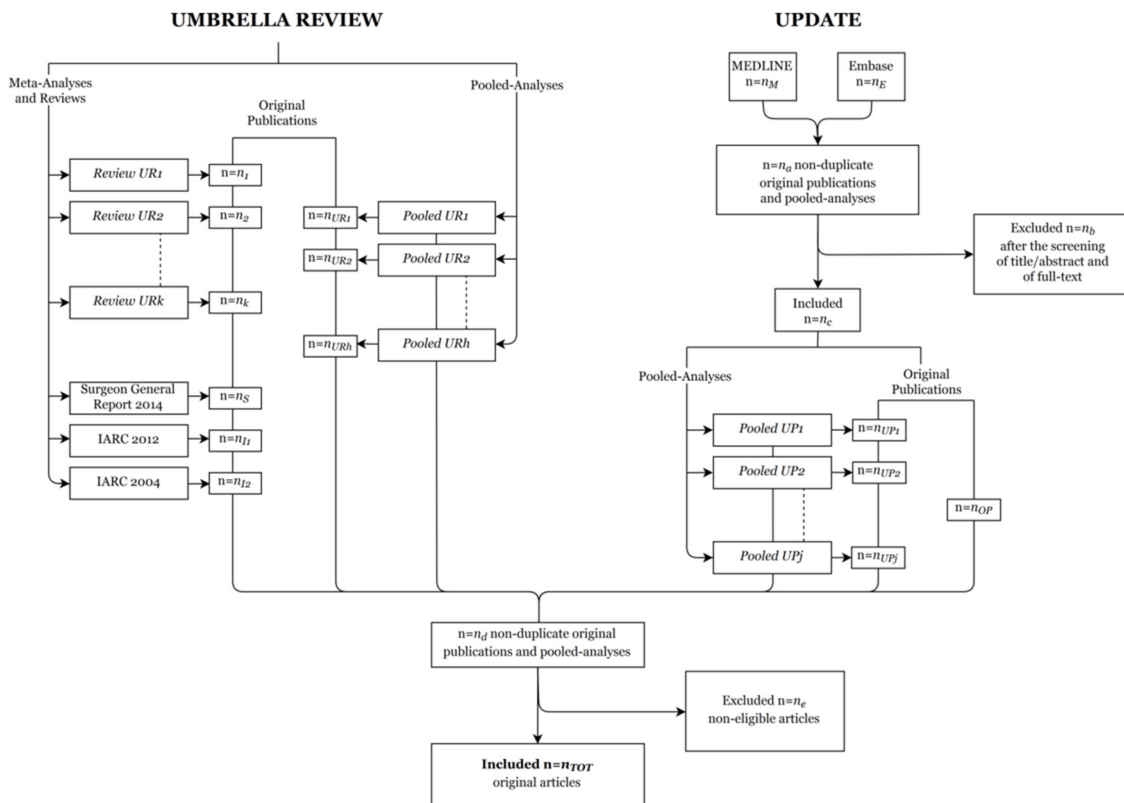 UMBRELLA REVIEW
Meta-Analyses
and Reviews
Original
Publications
Pooled-Analyses
Review UR1
n=n1
Review UR2
n=n2
Review URk
n=nk
Surgeon General
Report 2014
n=nS
IARC 2012
n=nI1
IARC 2004
n=nI2
n=nUR1
Pooled UR1
n=nUR2
Pooled UR2
n=nURh
Pooled URh
UPDATE
MEDLINE
n=nM
Embase
n=nE
n=na non-duplicate
original publications
and pooled-analyses
Excluded n=nb
after the screening
of title/abstract and
of full-text
Included
n=nc
Pooled-Analyses
Original
Publications
Pooled UP1
n=nUP1
Pooled UP2
n=nUP2
Pooled UPj
n=nUPj
n=nOP
n=nd non-duplicate original
publications and pooled-analyses
Excluded n=ne
non-eligible articles
Included n=nTOT
original articles